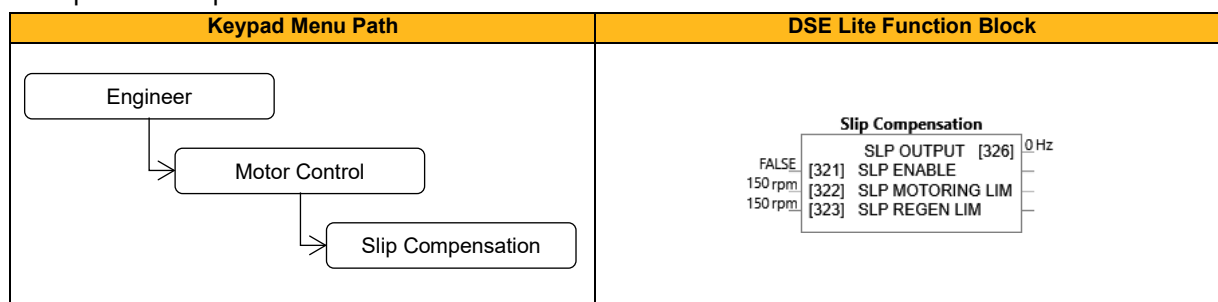 Keypad Menu Path
DSE Lite Function Block
Engineer
Motor Control
Slip Compensation
Slip Compensation
SLP OUTPUT [326] 0 Hz
FALSE [321] SLP ENABLE
150 rpm [322] SLP MOTORING LIM
150 rpm [323] SLP REGEN LIM